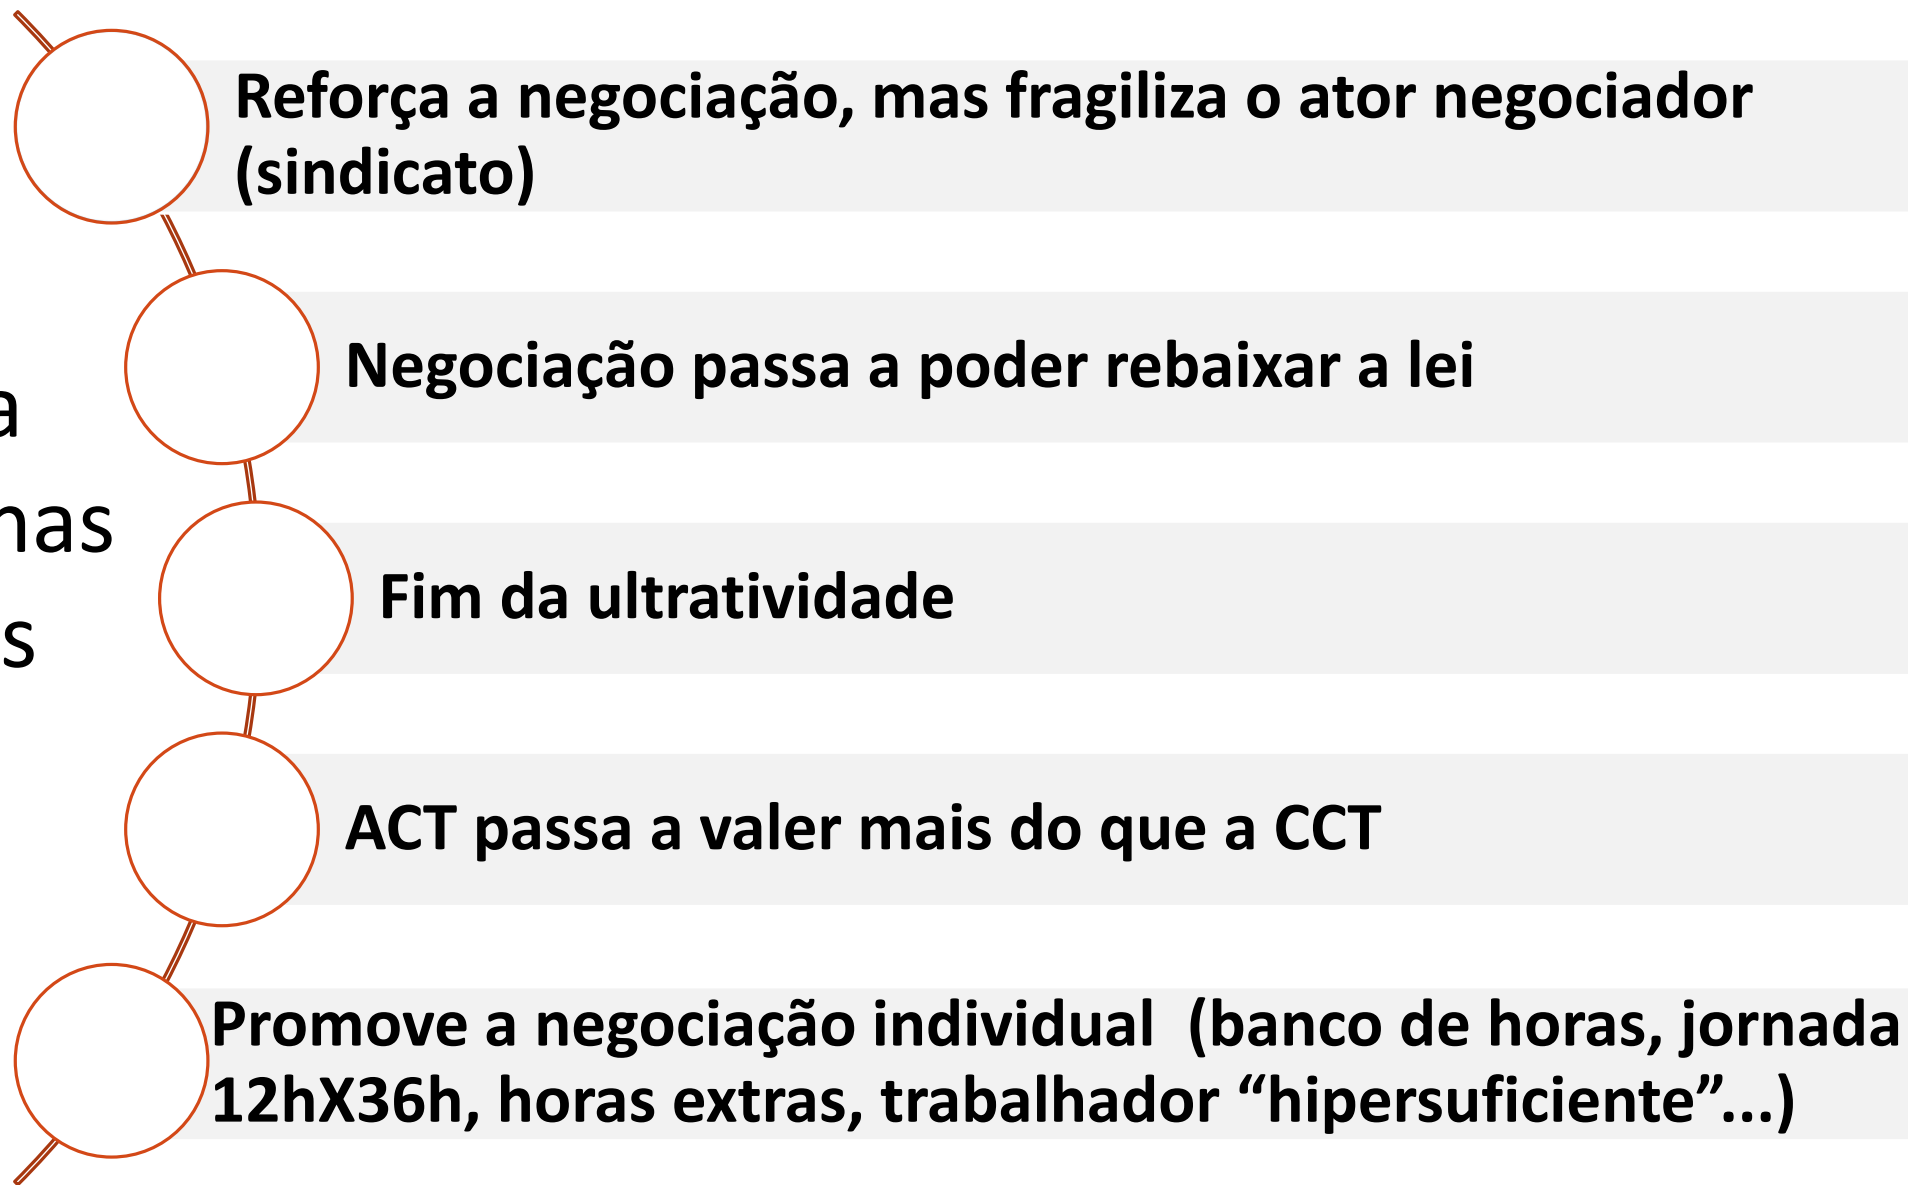 a
nas
s
Reforça a negociação, mas fragiliza o ator negociador
(sindicato)
Negociação passa a poder rebaixar a lei
Fim da ultratividade
ACT passa a valer mais do que a CCT
Promove a negociação individual (banco de horas, jornada
12hX36h, horas extras, trabalhador “hipersuficiente”...)